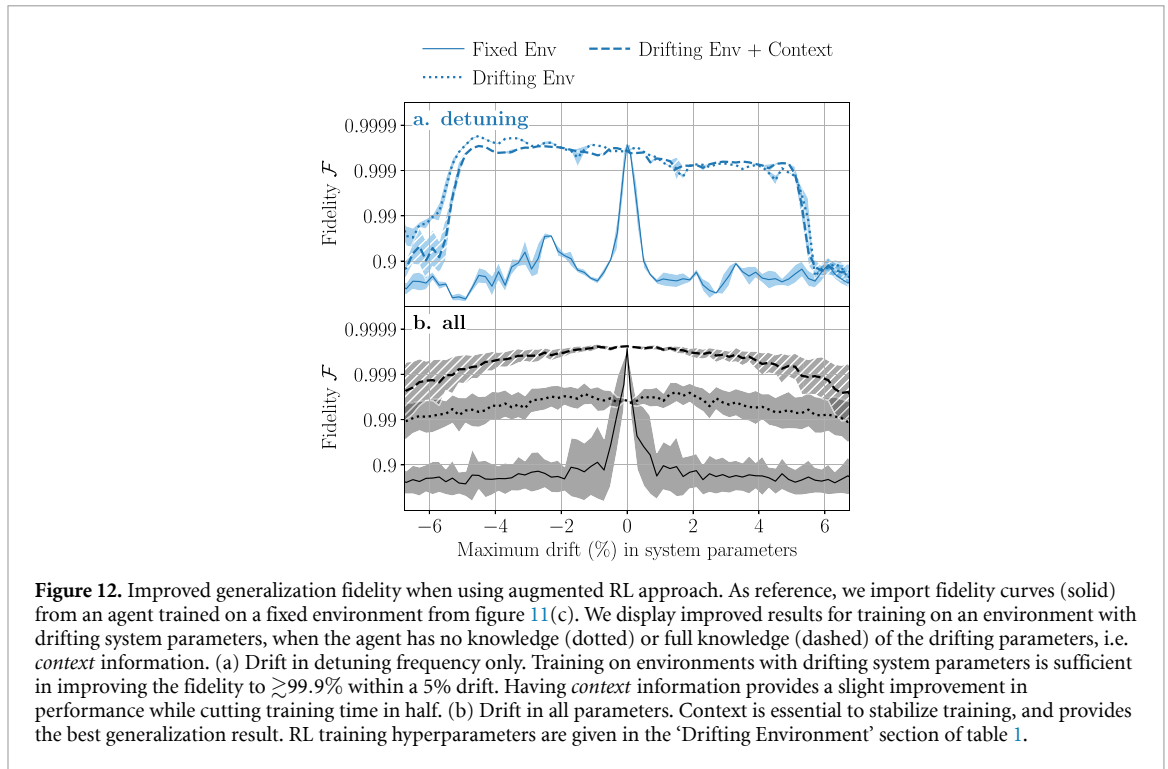 Fixed Env
Drifting Env + Context
Drifting Env
a. detuning
0.9999
0.999
0.99
0.9
Fidelity F
b. all
0.9999
0.999
0.99
0.9
Fidelity F
−6 −4 −2 0 2 4 6
Maximum drift (%) in system parameters
Figure 12. Improved generalization fidelity when using augmented RL approach. As reference, we import fidelity curves (solid)
from an agent trained on a fixed environment from figure 11(c). We display improved results for training on an environment with
drifting system parameters, when the agent has no knowledge (dotted) or full knowledge (dashed) of the drifting parameters, i.e.
context information. (a) Drift in detuning frequency only. Training on environments with drifting system parameters is sufficient
in improving the fidelity to ≳99.9% within a 5% drift. Having context information provides a slight improvement in
performance while cutting training time in half. (b) Drift in all parameters. Context is essential to stabilize training, and provides
the best generalization result. RL training hyperparameters are given in the ‘Drifting Environment’ section of table 1.